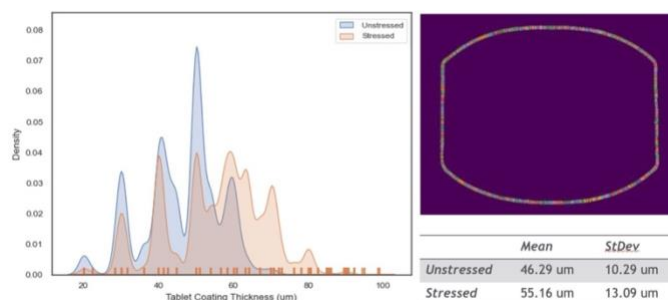 0.08
0.07
0.06
0.05
0.04
0.03
0.02
0.01
0.00
Density
20 40 60 80 100
Tablet Coating Thickness (um)
Unstressed
Stressed
Mean StDev
Unstressed 46.29 um 10.29 um
Stressed 55.16 um 13.09 um